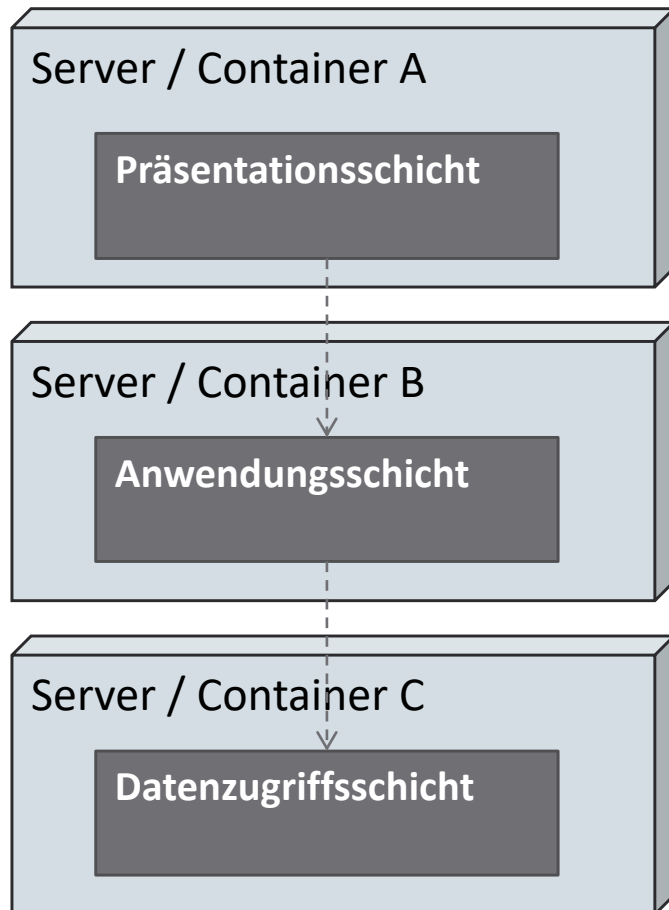 Server / Container A
Präsentationsschicht
Server / Container B
Anwendungsschicht
Server / Container C
Datenzugriffsschicht